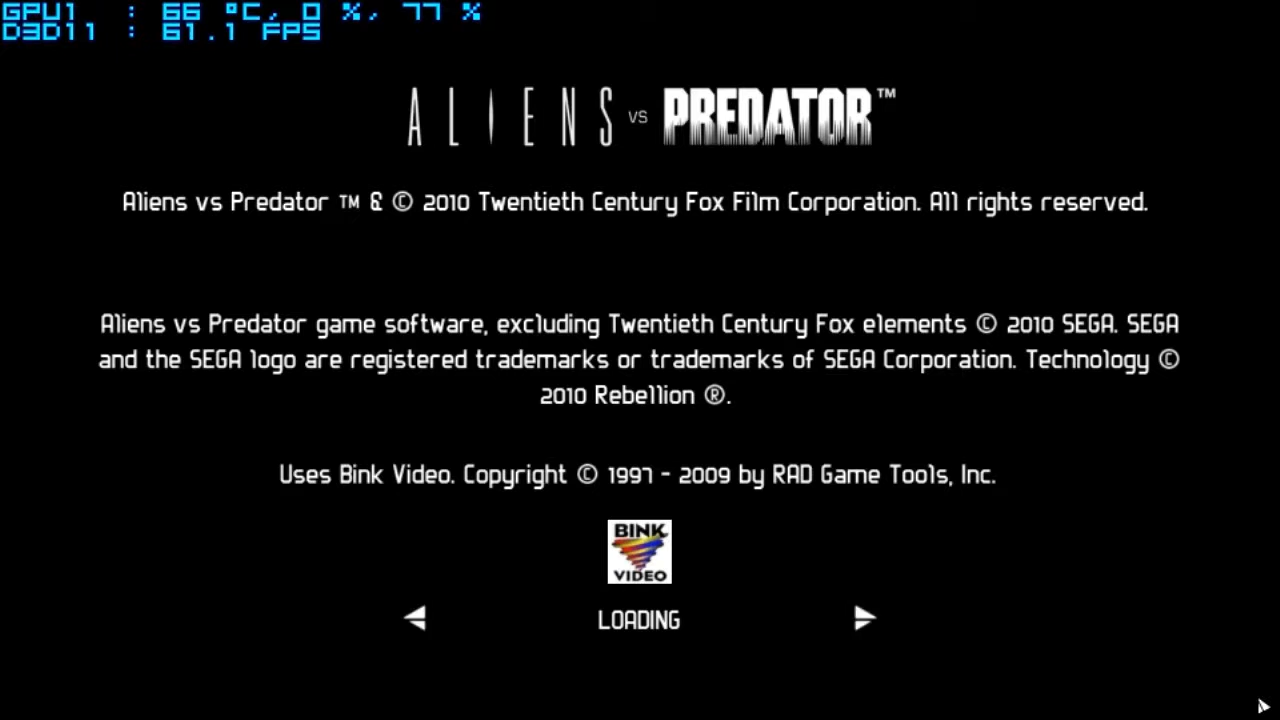 GPU1 : 66 ºC, 0 %, 77 %
D3D11 : 61.1 FPS
ALIENS VS PREDATOR™
Aliens vs Predator ™ & © 2010 Twentieth Century Fox Film Corporation. All rights reserved.
Aliens vs Predator game software, excluding Twentieth Century Fox elements © 2010 SEGA. SEGA
and the SEGA logo are registered trademarks or trademarks of SEGA Corporation. Technology ©
2010 Rebellion ®.
Uses Bink Video. Copyright © 1997 - 2009 by RAD Game Tools, Inc.
BINK
VIDEO
LOADING